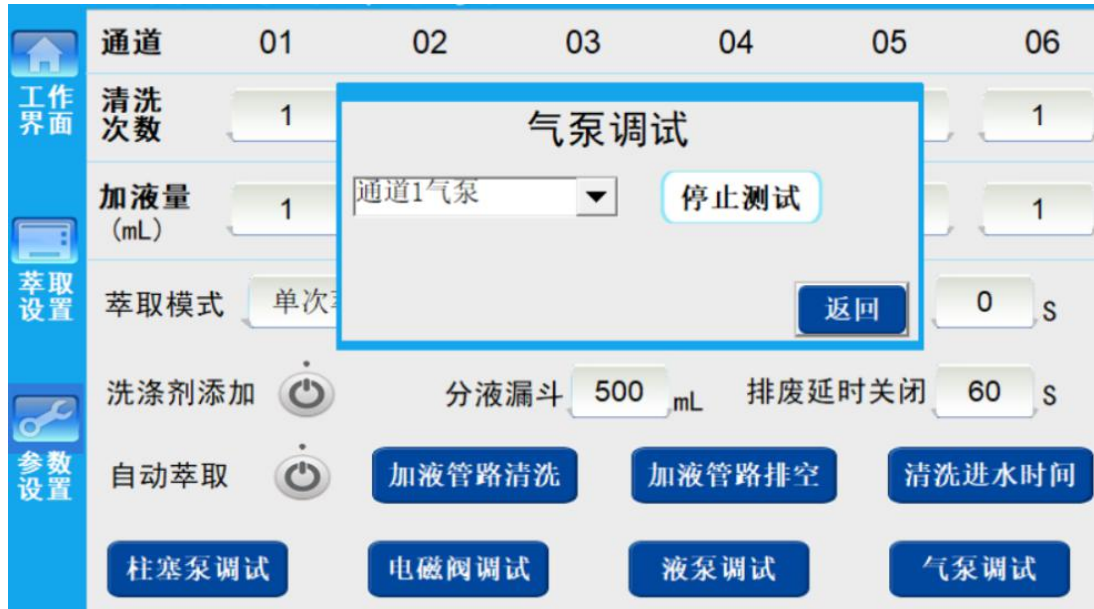 通道 01 02 03 04 05 06
工作
界面
清洗
次数 1 1
气泵调试
通道1气泵 停止测试
加液量
(mL) 1 1
萃取
设置
萃取模式 单次 返回 0 S
洗涤剂添加 分液漏斗 500 mL 排废延时关闭 60 S
参数
设置
自动萃取 加液管路清洗 加液管路排空 清洗进水时间
柱塞泵调试 电磁阀调试 液泵调试 气泵调试